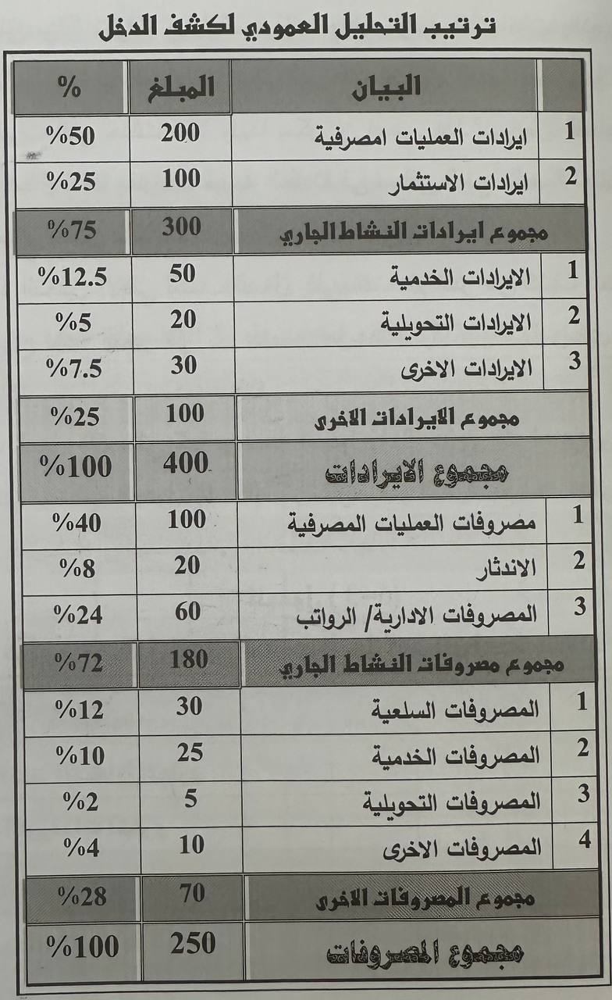 ترتيب التحليل العمودي لكشف الدخل
البيان المبلغ %
1 ايرادات العمليات امصرفية 200 %50
2 ايرادات الاستثمار 100 %25
مجموع ايرادات النشاط الجاري 300 %75
1 الايرادات الخدمية 50 %12.5
2 الايرادات التحويلية 20 %5
3 الايرادات الاخرى 30 %7.5
مجموع الايرادات الاخرى 100 %25
مجموع الايرادات 400 %100
1 مصروفات العمليات المصرفية 100 %40
2 الاندثار 20 %8
3 المصروفات الادارية/ الرواتب 60 %24
مجموع مصروفات النشاط الجاري 180 %72
1 المصروفات السلعية 30 %12
2 المصروفات الخدمية 25 %10
3 المصروفات التحويلية 5 %2
4 المصروفات الاخرى 10 %4
مجموع المصروفات الاخرى 70 %28
مجموع المصروفات 250 %100